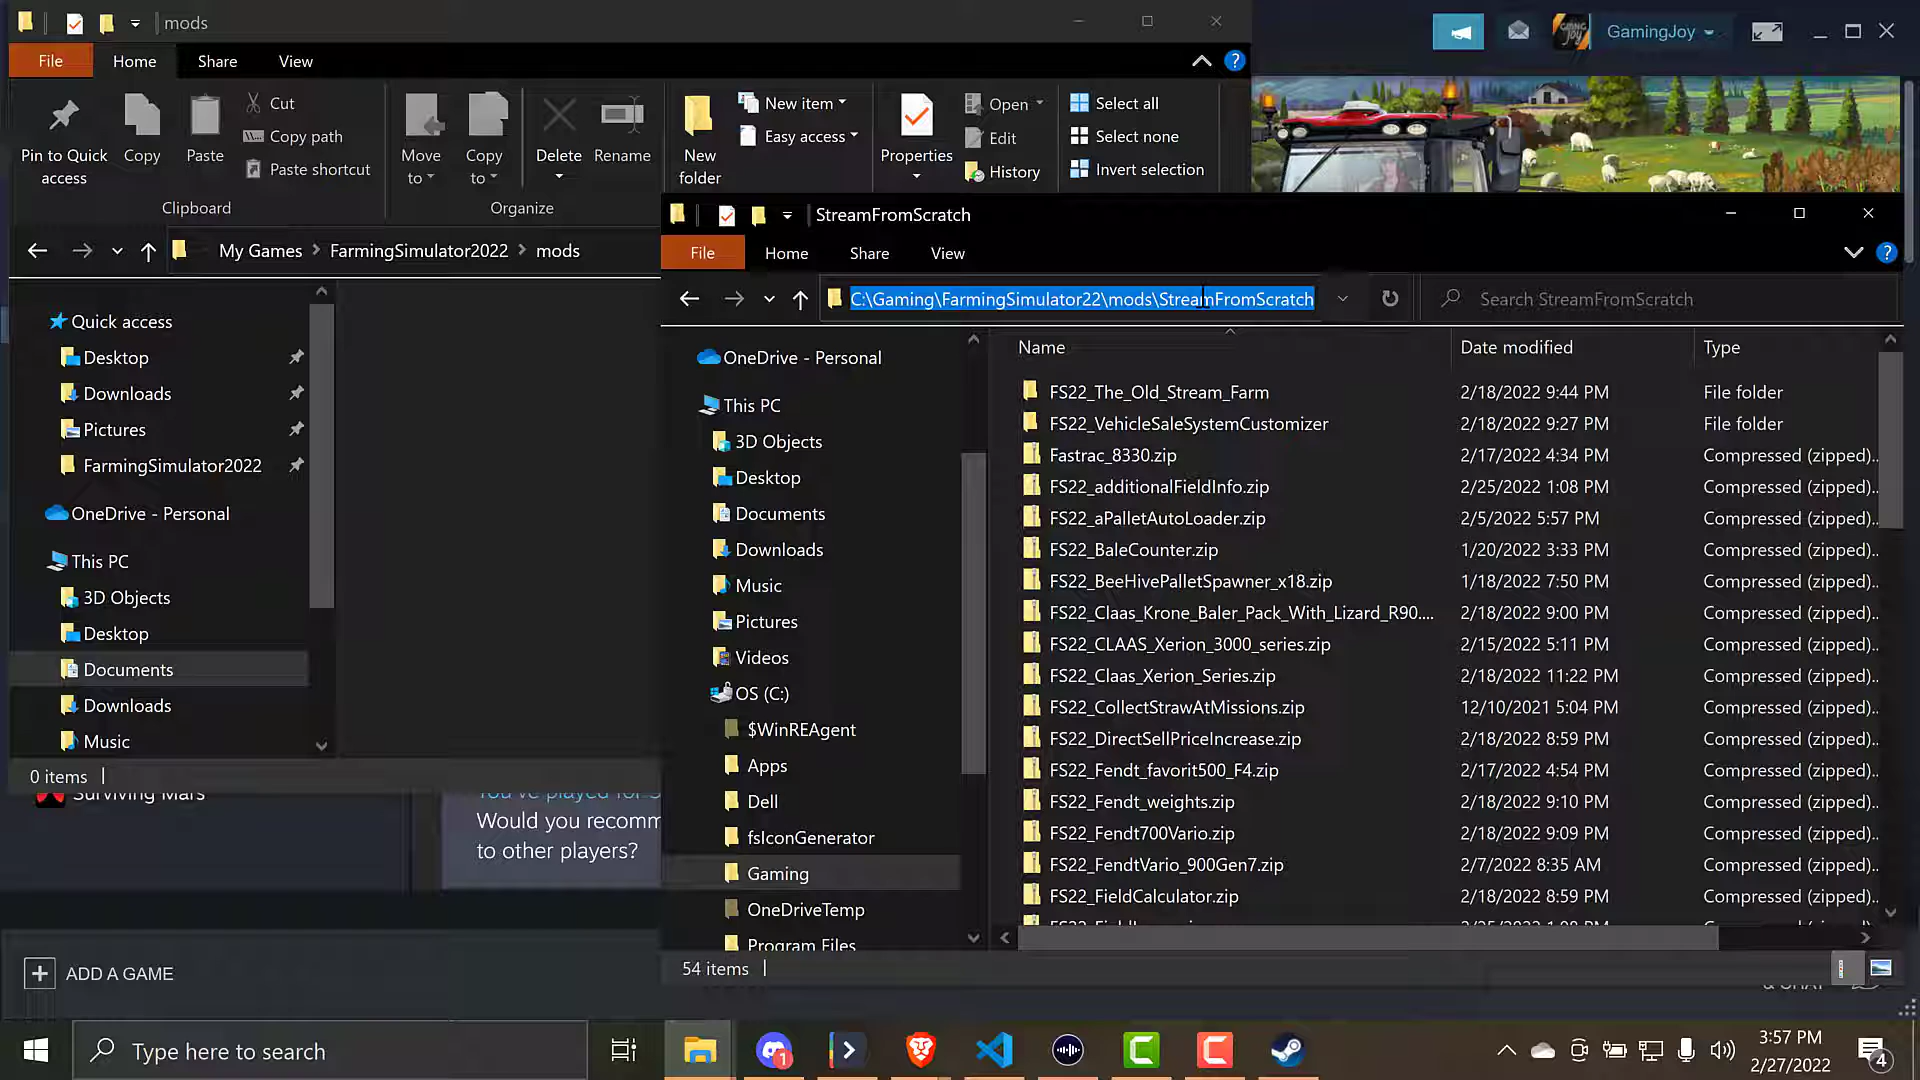 mods
GamingJoy
File
Home
Share
View
Pin to Quick
access
Copy
Paste
Cut
Copy path
Paste shortcut
Move
to
Copy
to
Delete
Rename
New
folder
New item
Easy access
Properties
Open
Edit
History
Select all
Select none
Invert selection
Clipboard
Organize
My Games
FarmingSimulator2022
mods
Quick access
Desktop
Downloads
Pictures
FarmingSimulator2022
OneDrive - Personal
This PC
3D Objects
Desktop
Documents
Downloads
Music
0 items
Surviving Mars
You've played for
Would you recomm
to other players?
ADD A GAME
StreamFromScratch
File
Home
Share
View
C:\Gaming\FarmingSimulator22\mods\StreamFromScratch
Search StreamFromScratch
OneDrive - Personal
This PC
3D Objects
Desktop
Documents
Downloads
Music
Pictures
Videos
OS (C:)
$WinREAgent
Apps
Dell
fsIconGenerator
Gaming
OneDriveTemp
Program Files
Name Date modified Type
FS22_The_Old_Stream_Farm 2/18/2022 9:44 PM File folder
FS22_VehicleSaleSystemCustomizer 2/18/2022 9:27 PM File folder
Fastrac_8330.zip 2/17/2022 4:34 PM Compressed (zipped)..
FS22_additionalFieldInfo.zip 2/25/2022 1:08 PM Compressed (zipped)..
FS22_aPalletAutoLoader.zip 2/5/2022 5:57 PM Compressed (zipped)..
FS22_BaleCounter.zip 1/20/2022 3:33 PM Compressed (zipped)..
FS22_BeeHivePalletSpawner_x18.zip 1/18/2022 7:50 PM Compressed (zipped)..
FS22_Claas_Krone_Baler_Pack_With_Lizard_R90.... 2/18/2022 9:00 PM Compressed (zipped)..
FS22_CLAAS_Xerion_3000_series.zip 2/15/2022 5:11 PM Compressed (zipped)..
FS22_Claas_Xerion_Series.zip 2/18/2022 11:22 PM Compressed (zipped)..
FS22_CollectStrawAtMissions.zip 12/10/2021 5:04 PM Compressed (zipped)..
FS22_DirectSellPriceIncrease.zip 2/18/2022 8:59 PM Compressed (zipped)..
FS22_Fendt_favorit500_F4.zip 2/17/2022 4:54 PM Compressed (zipped)..
FS22_Fendt_weights.zip 2/18/2022 9:10 PM Compressed (zipped)..
FS22_Fendt700Vario.zip 2/18/2022 9:09 PM Compressed (zipped)..
FS22_FendtVario_900Gen7.zip 2/7/2022 8:35 AM Compressed (zipped)..
FS22_FieldCalculator.zip 2/18/2022 8:59 PM Compressed (zipped)..
54 items
Type here to search
1
3:57 PM
2/27/2022
4